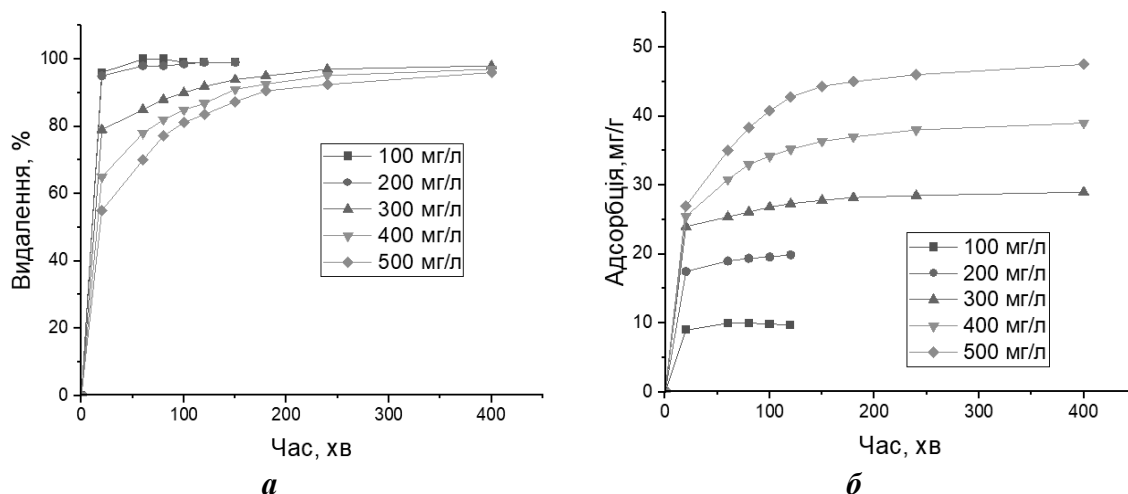 Видалення, %
100
80
60
40
20
0
100 мг/л
200 мг/л
300 мг/л
400 мг/л
500 мг/л
0 100 200 300 400
Час, хв
а
Адсорбція,мг/г
50
40
30
20
10
0
100 мг/л
200 мг/л
300 мг/л
400 мг/л
500 мг/л
0 100 200 300 400
Час, хв
б